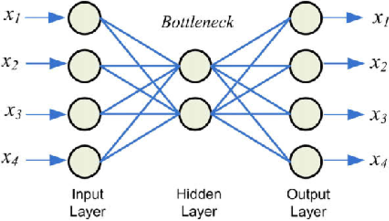 x1 Bottleneck x1
x2 x2
x3 x3
x4 x4
Input Hidden Output
Layer Layer Layer